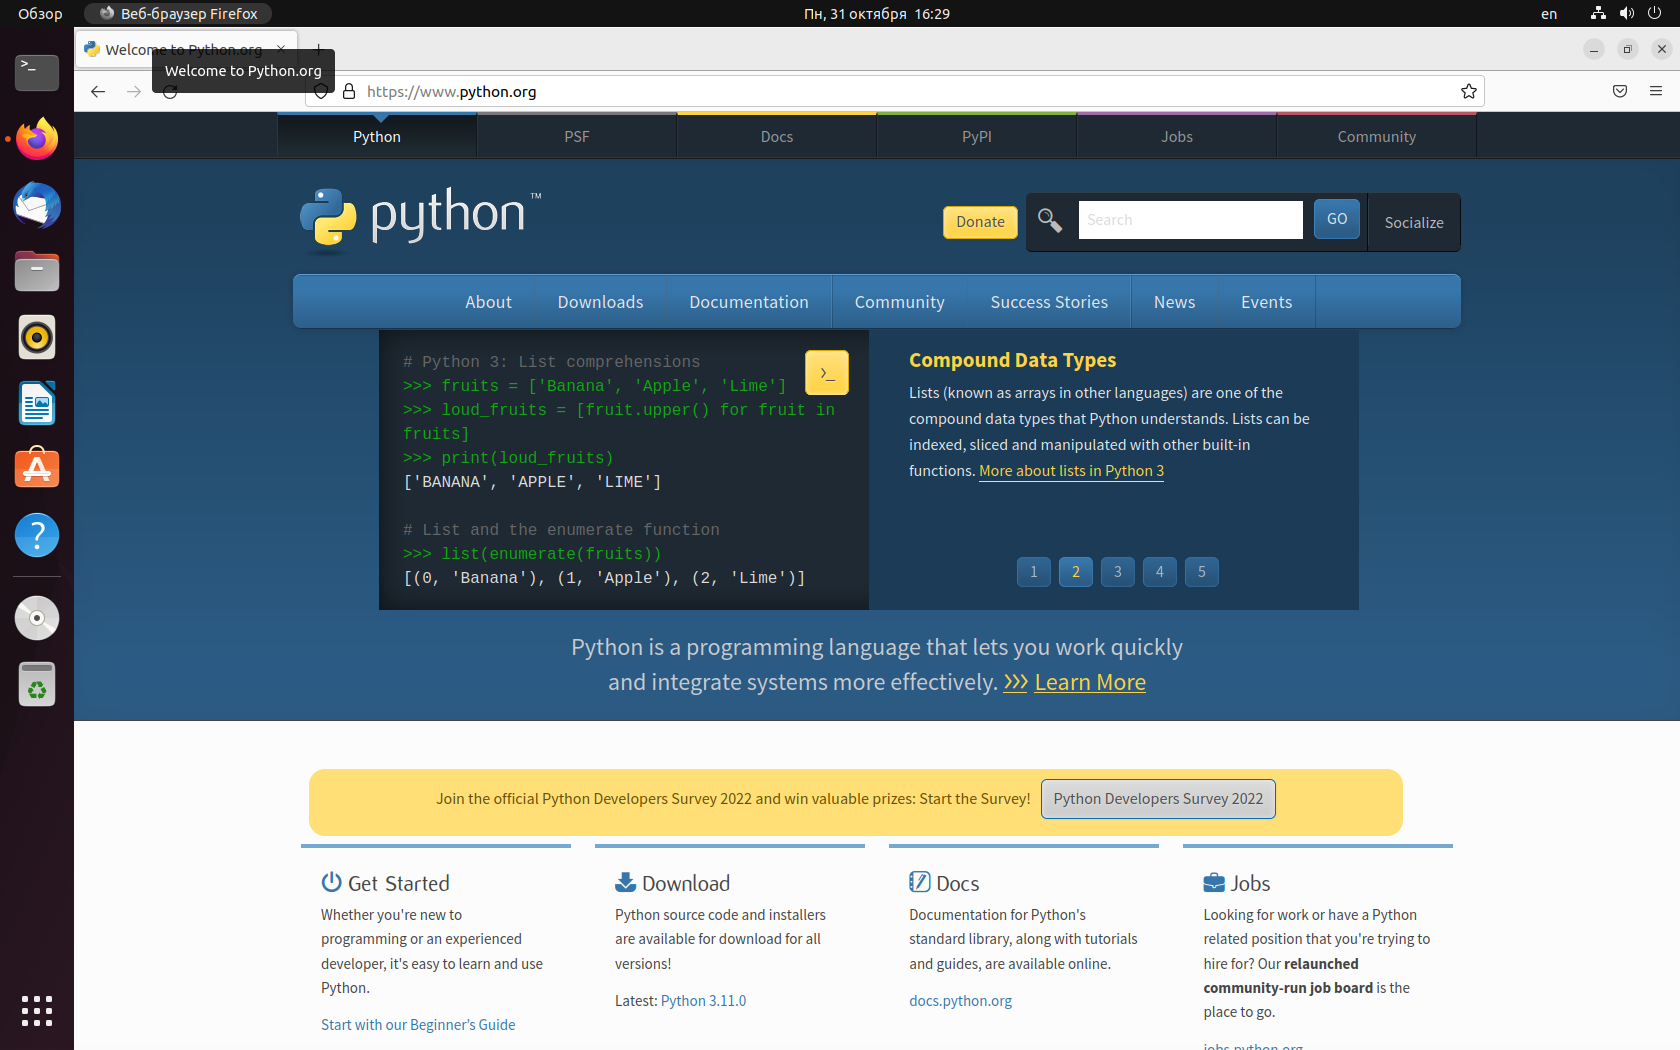 Обзор
Веб-браузер Firefox
Пн, 31 октября 16:29
en
Welcome to Python.org
Welcome to Python.org
https://www.python.org
Python
PSF
Docs
PyPI
Jobs
Community
python™
Donate
Search
GO
Socialize
About
Downloads
Documentation
Community
Success Stories
News
Events
# Python 3: List comprehensions
>>> fruits = ['Banana', 'Apple', 'Lime']
>>> loud_fruits = [fruit.upper() for fruit in
fruits]
>>> print(loud_fruits)
['BANANA', 'APPLE', 'LIME']
# List and the enumerate function
>>> list(enumerate(fruits))
[(0, 'Banana'), (1, 'Apple'), (2, 'Lime')]
>_
Compound Data Types
Lists (known as arrays in other languages) are one of the
compound data types that Python understands. Lists can be
indexed, sliced and manipulated with other built-in
functions. More about lists in Python 3
1 2 3 4 5
Python is a programming language that lets you work quickly
and integrate systems more effectively. >>> Learn More
Join the official Python Developers Survey 2022 and win valuable prizes: Start the Survey!
Python Developers Survey 2022
Get Started
Whether you're new to
programming or an experienced
developer, it's easy to learn and use
Python.
Start with our Beginner's Guide
Download
Python source code and installers
are available for download for all
versions!
Latest: Python 3.11.0
Docs
Documentation for Python's
standard library, along with tutorials
and guides, are available online.
docs.python.org
Jobs
Looking for work or have a Python
related position that you're trying to
hire for? Our relaunched
community-run job board is the
place to go.
jobs.python.org